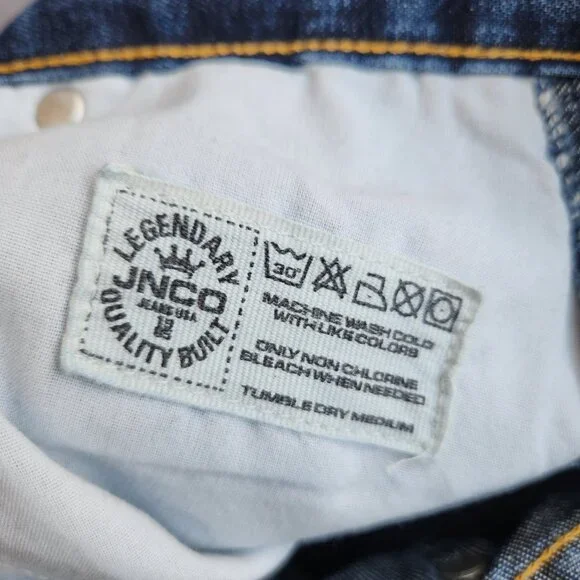 LEGENDARY
JNCO
JEANS USA
QUALITY BUILT
30°
MACHINE WASH COLD
WITH LIKE COLORS
ONLY NON CHLORINE
BLEACH WHEN NEEDED
TUMBLE DRY MEDIUM